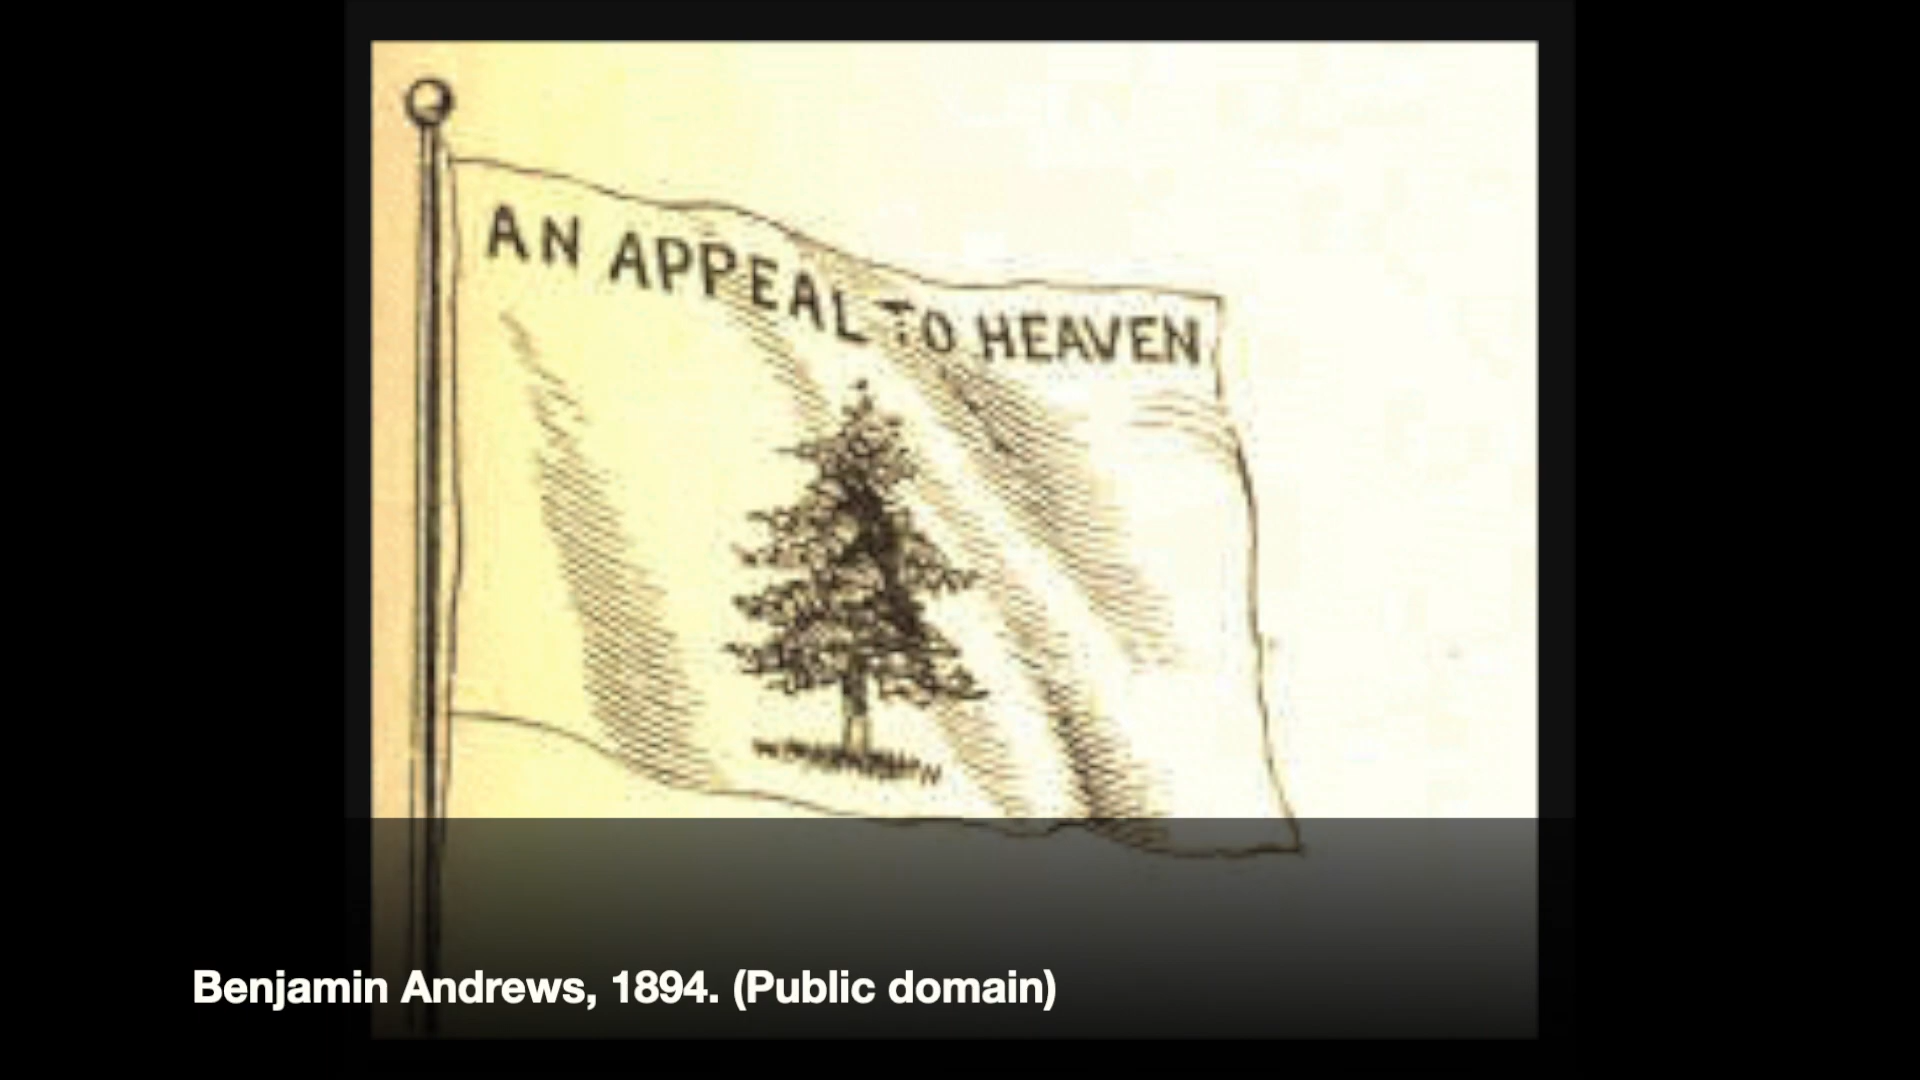 AN APPEAL TO HEAVEN
Benjamin Andrews, 1894. (Public domain)